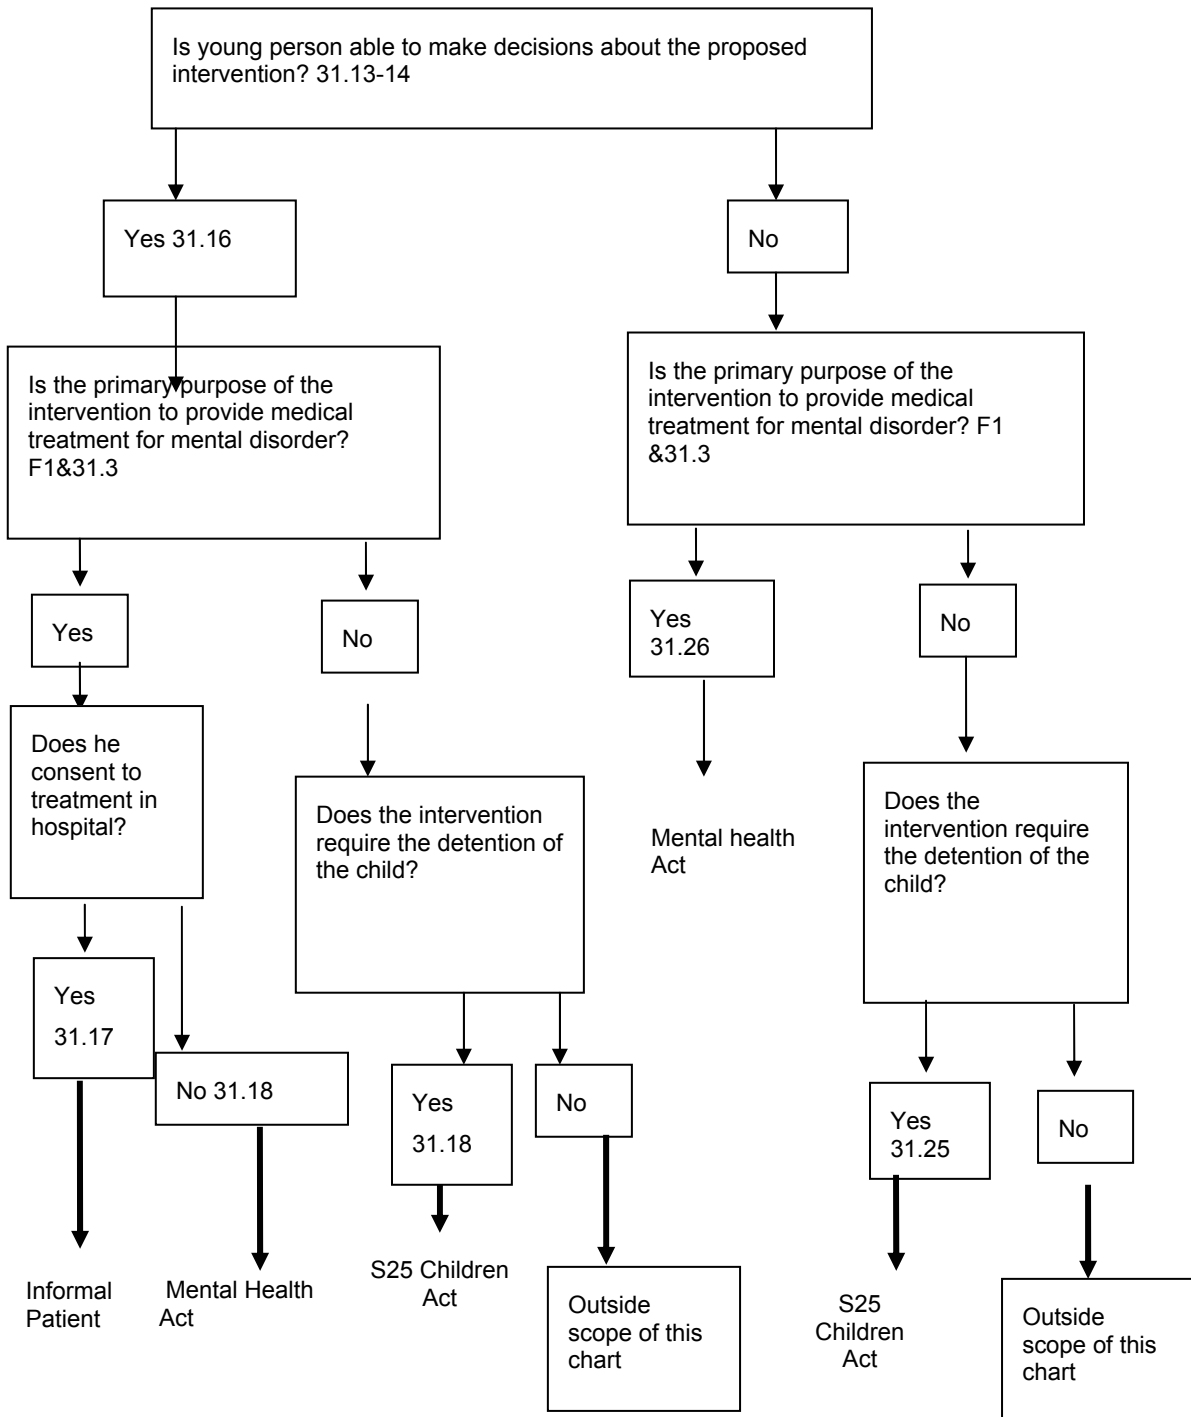 Is young person able to make decisions about the proposed
intervention? 31.13-14
Yes 31.16
No
Is the primary purpose of the
intervention to provide medical
treatment for mental disorder?
F1&31.3
Is the primary purpose of the
intervention to provide medical
treatment for mental disorder? F1
&31.3
Yes
No
Yes
31.26
No
Does he
consent to
treatment in
hospital?
Does the intervention
require the detention of
the child?
Mental health
Act
Does the
intervention require
the detention of the
child?
Yes
31.17
No 31.18
Yes
31.18
No
Yes
31.25
No
Informal
Patient
Mental Health
Act
S25 Children
Act
Outside
scope of this
chart
S25
Children
Act
Outside
scope of this
chart